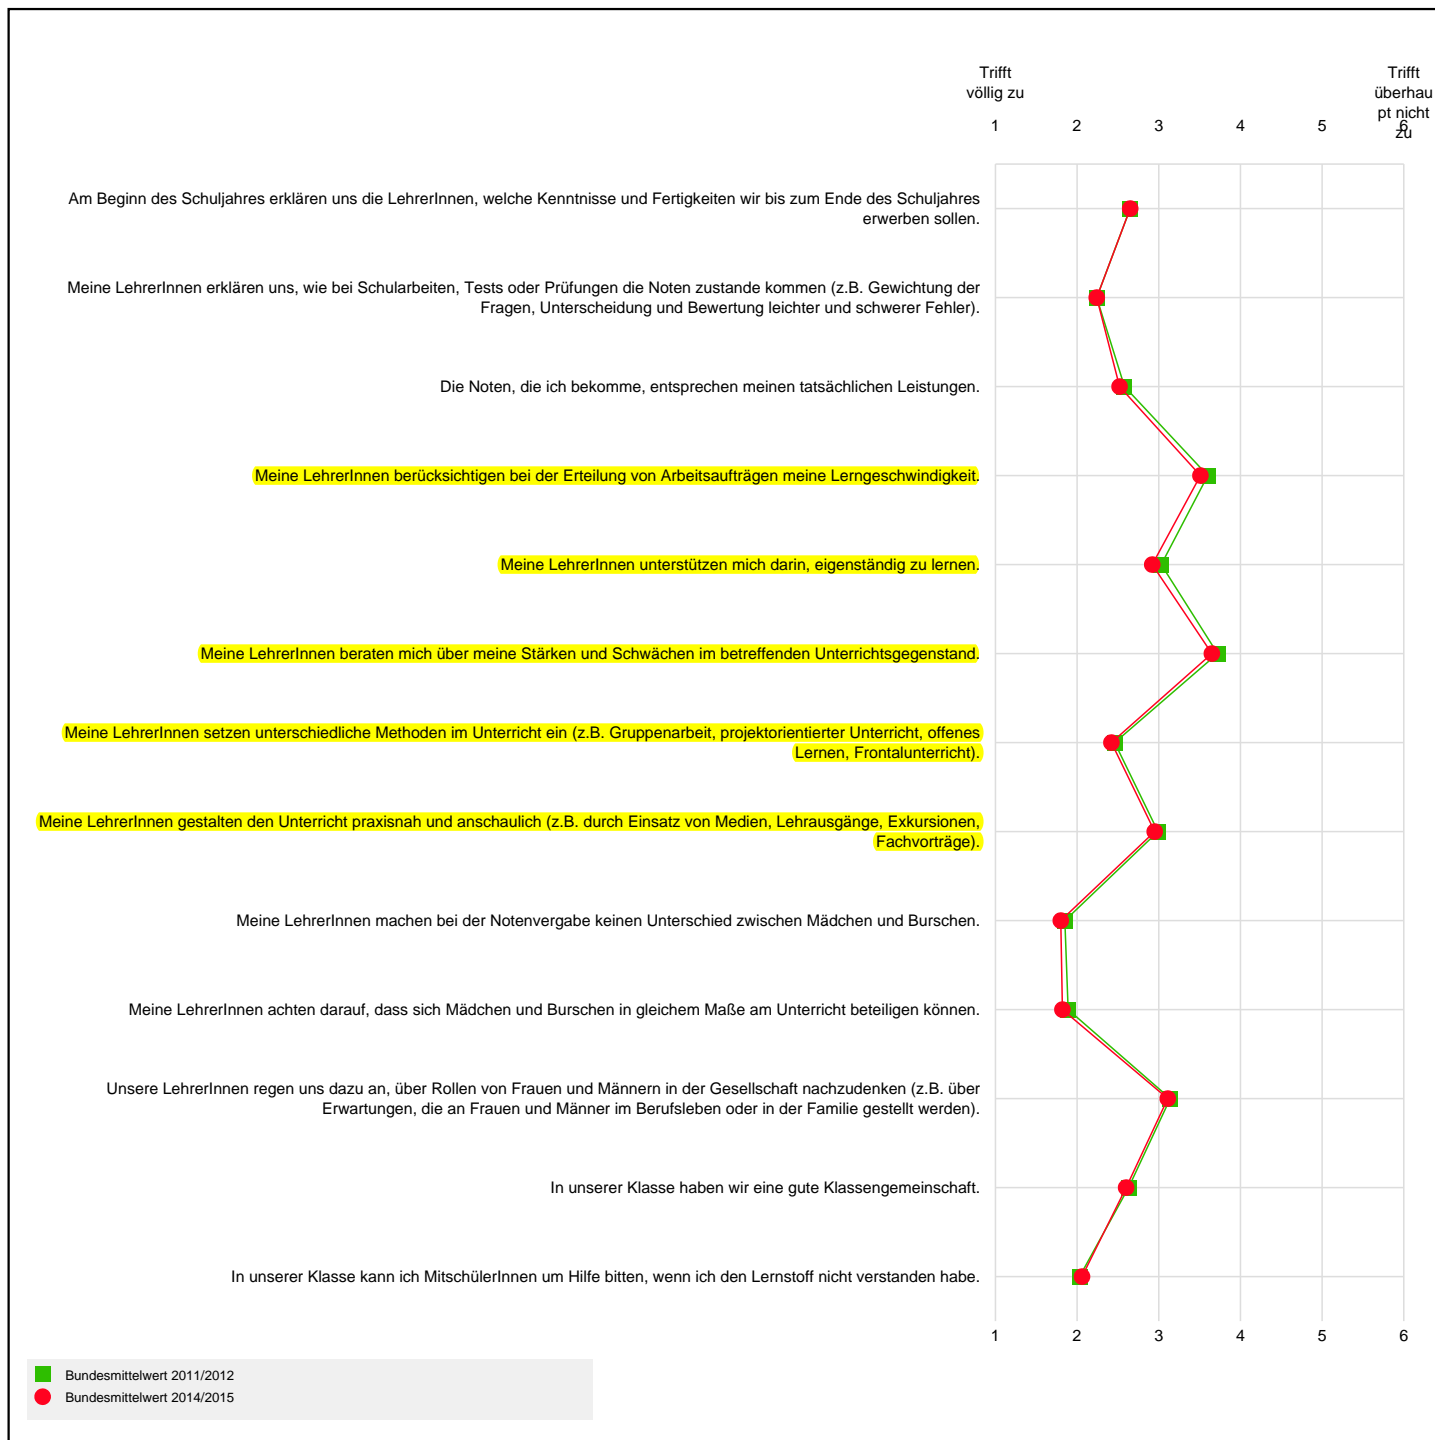 Trifft
völlig zu
Trifft
überhau
pt nicht
zu
1 2 3 4 5 6
Am Beginn des Schuljahres erklären uns die LehrerInnen, welche Kenntnisse und Fertigkeiten wir bis zum Ende des Schuljahres
erwerben sollen.
Meine LehrerInnen erklären uns, wie bei Schularbeiten, Tests oder Prüfungen die Noten zustande kommen (z.B. Gewichtung der
Fragen, Unterscheidung und Bewertung leichter und schwerer Fehler).
Die Noten, die ich bekomme, entsprechen meinen tatsächlichen Leistungen.
Meine LehrerInnen berücksichtigen bei der Erteilung von Arbeitsaufträgen meine Lerngeschwindigkeit.
Meine LehrerInnen unterstützen mich darin, eigenständig zu lernen.
Meine LehrerInnen beraten mich über meine Stärken und Schwächen im betreffenden Unterrichtsgegenstand.
Meine LehrerInnen setzen unterschiedliche Methoden im Unterricht ein (z.B. Gruppenarbeit, projektorientierter Unterricht, offenes
Lernen, Frontalunterricht).
Meine LehrerInnen gestalten den Unterricht praxisnah und anschaulich (z.B. durch Einsatz von Medien, Lehrausgänge, Exkursionen,
Fachvorträge).
Meine LehrerInnen machen bei der Notenvergabe keinen Unterschied zwischen Mädchen und Burschen.
Meine LehrerInnen achten darauf, dass sich Mädchen und Burschen in gleichem Maße am Unterricht beteiligen können.
Unsere LehrerInnen regen uns dazu an, über Rollen von Frauen und Männern in der Gesellschaft nachzudenken (z.B. über
Erwartungen, die an Frauen und Männer im Berufsleben oder in der Familie gestellt werden).
In unserer Klasse haben wir eine gute Klassengemeinschaft.
In unserer Klasse kann ich MitschülerInnen um Hilfe bitten, wenn ich den Lernstoff nicht verstanden habe.
1 2 3 4 5 6
Bundesmittelwert 2011/2012
Bundesmittelwert 2014/2015